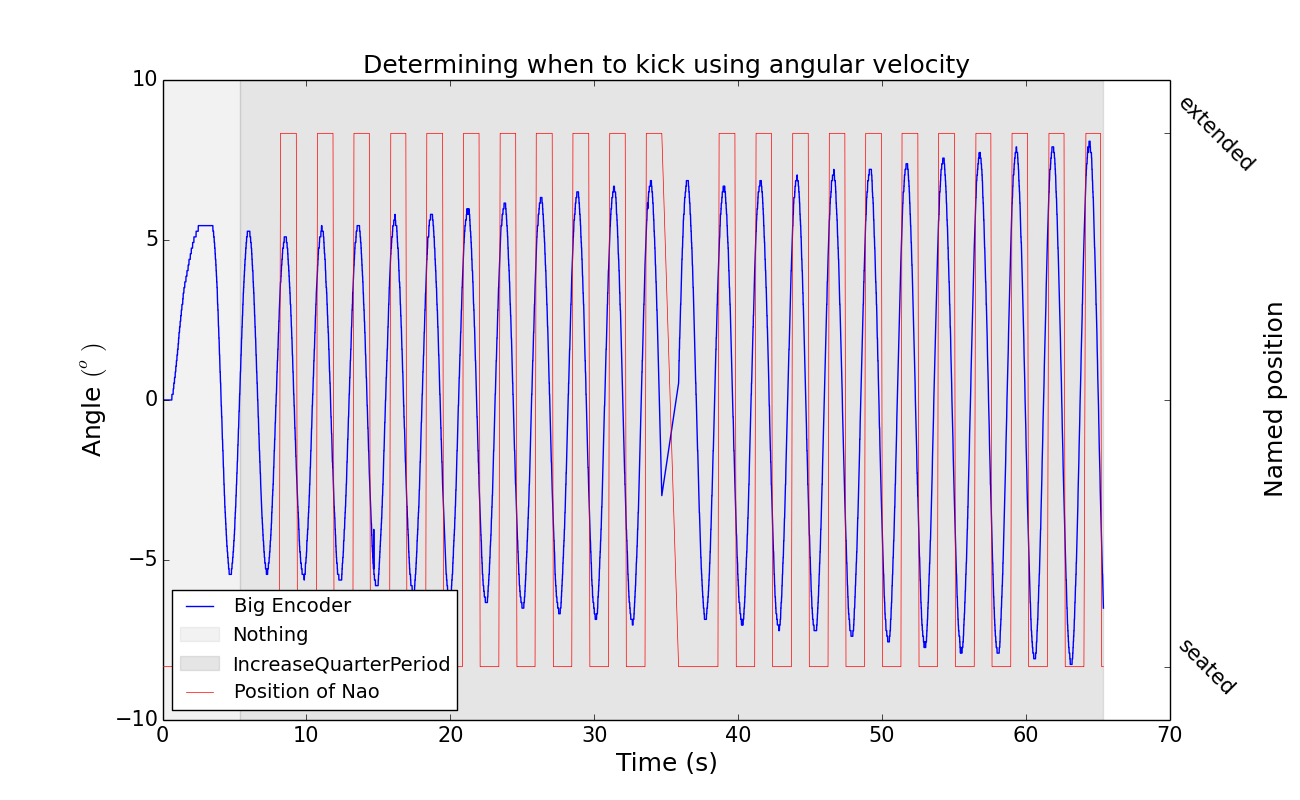 Determining when to kick using angular velocity
10
5
0
−5
−10
Angle (°)
0 10 20 30 40 50 60 70
Time (s)
extended
seated
Named position
Big Encoder
Nothing
IncreaseQuarterPeriod
Position of Nao